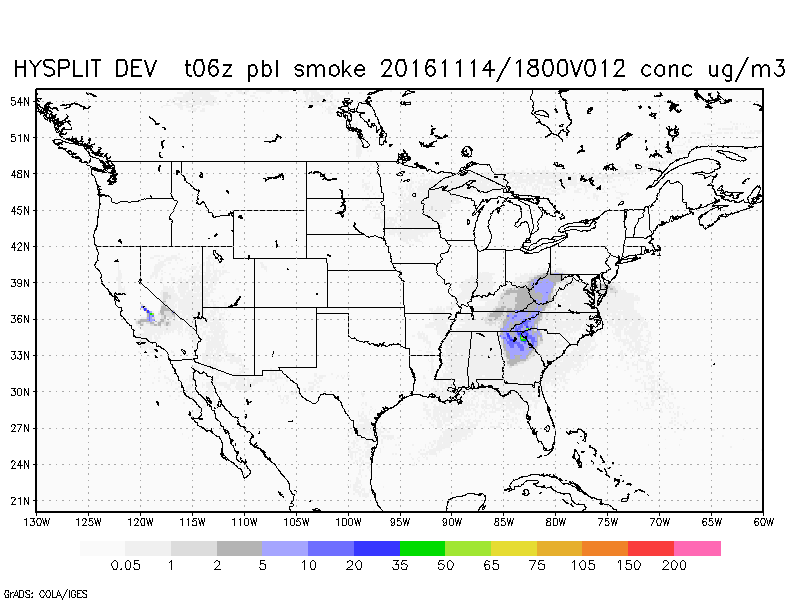 HYSPLIT DEV t06z pbl smoke 20161114/1800V012 conc ug/m3
54N
51N
48N
45N
42N
39N
36N
33N
30N
27N
24N
21N
130W 125W 120W 115W 110W 105W 100W 95W 90W 85W 80W 75W 70W 65W 60W
0.05 1 2 5 10 20 35 50 65 75 105 150 200
GrADS: COLA/IGES